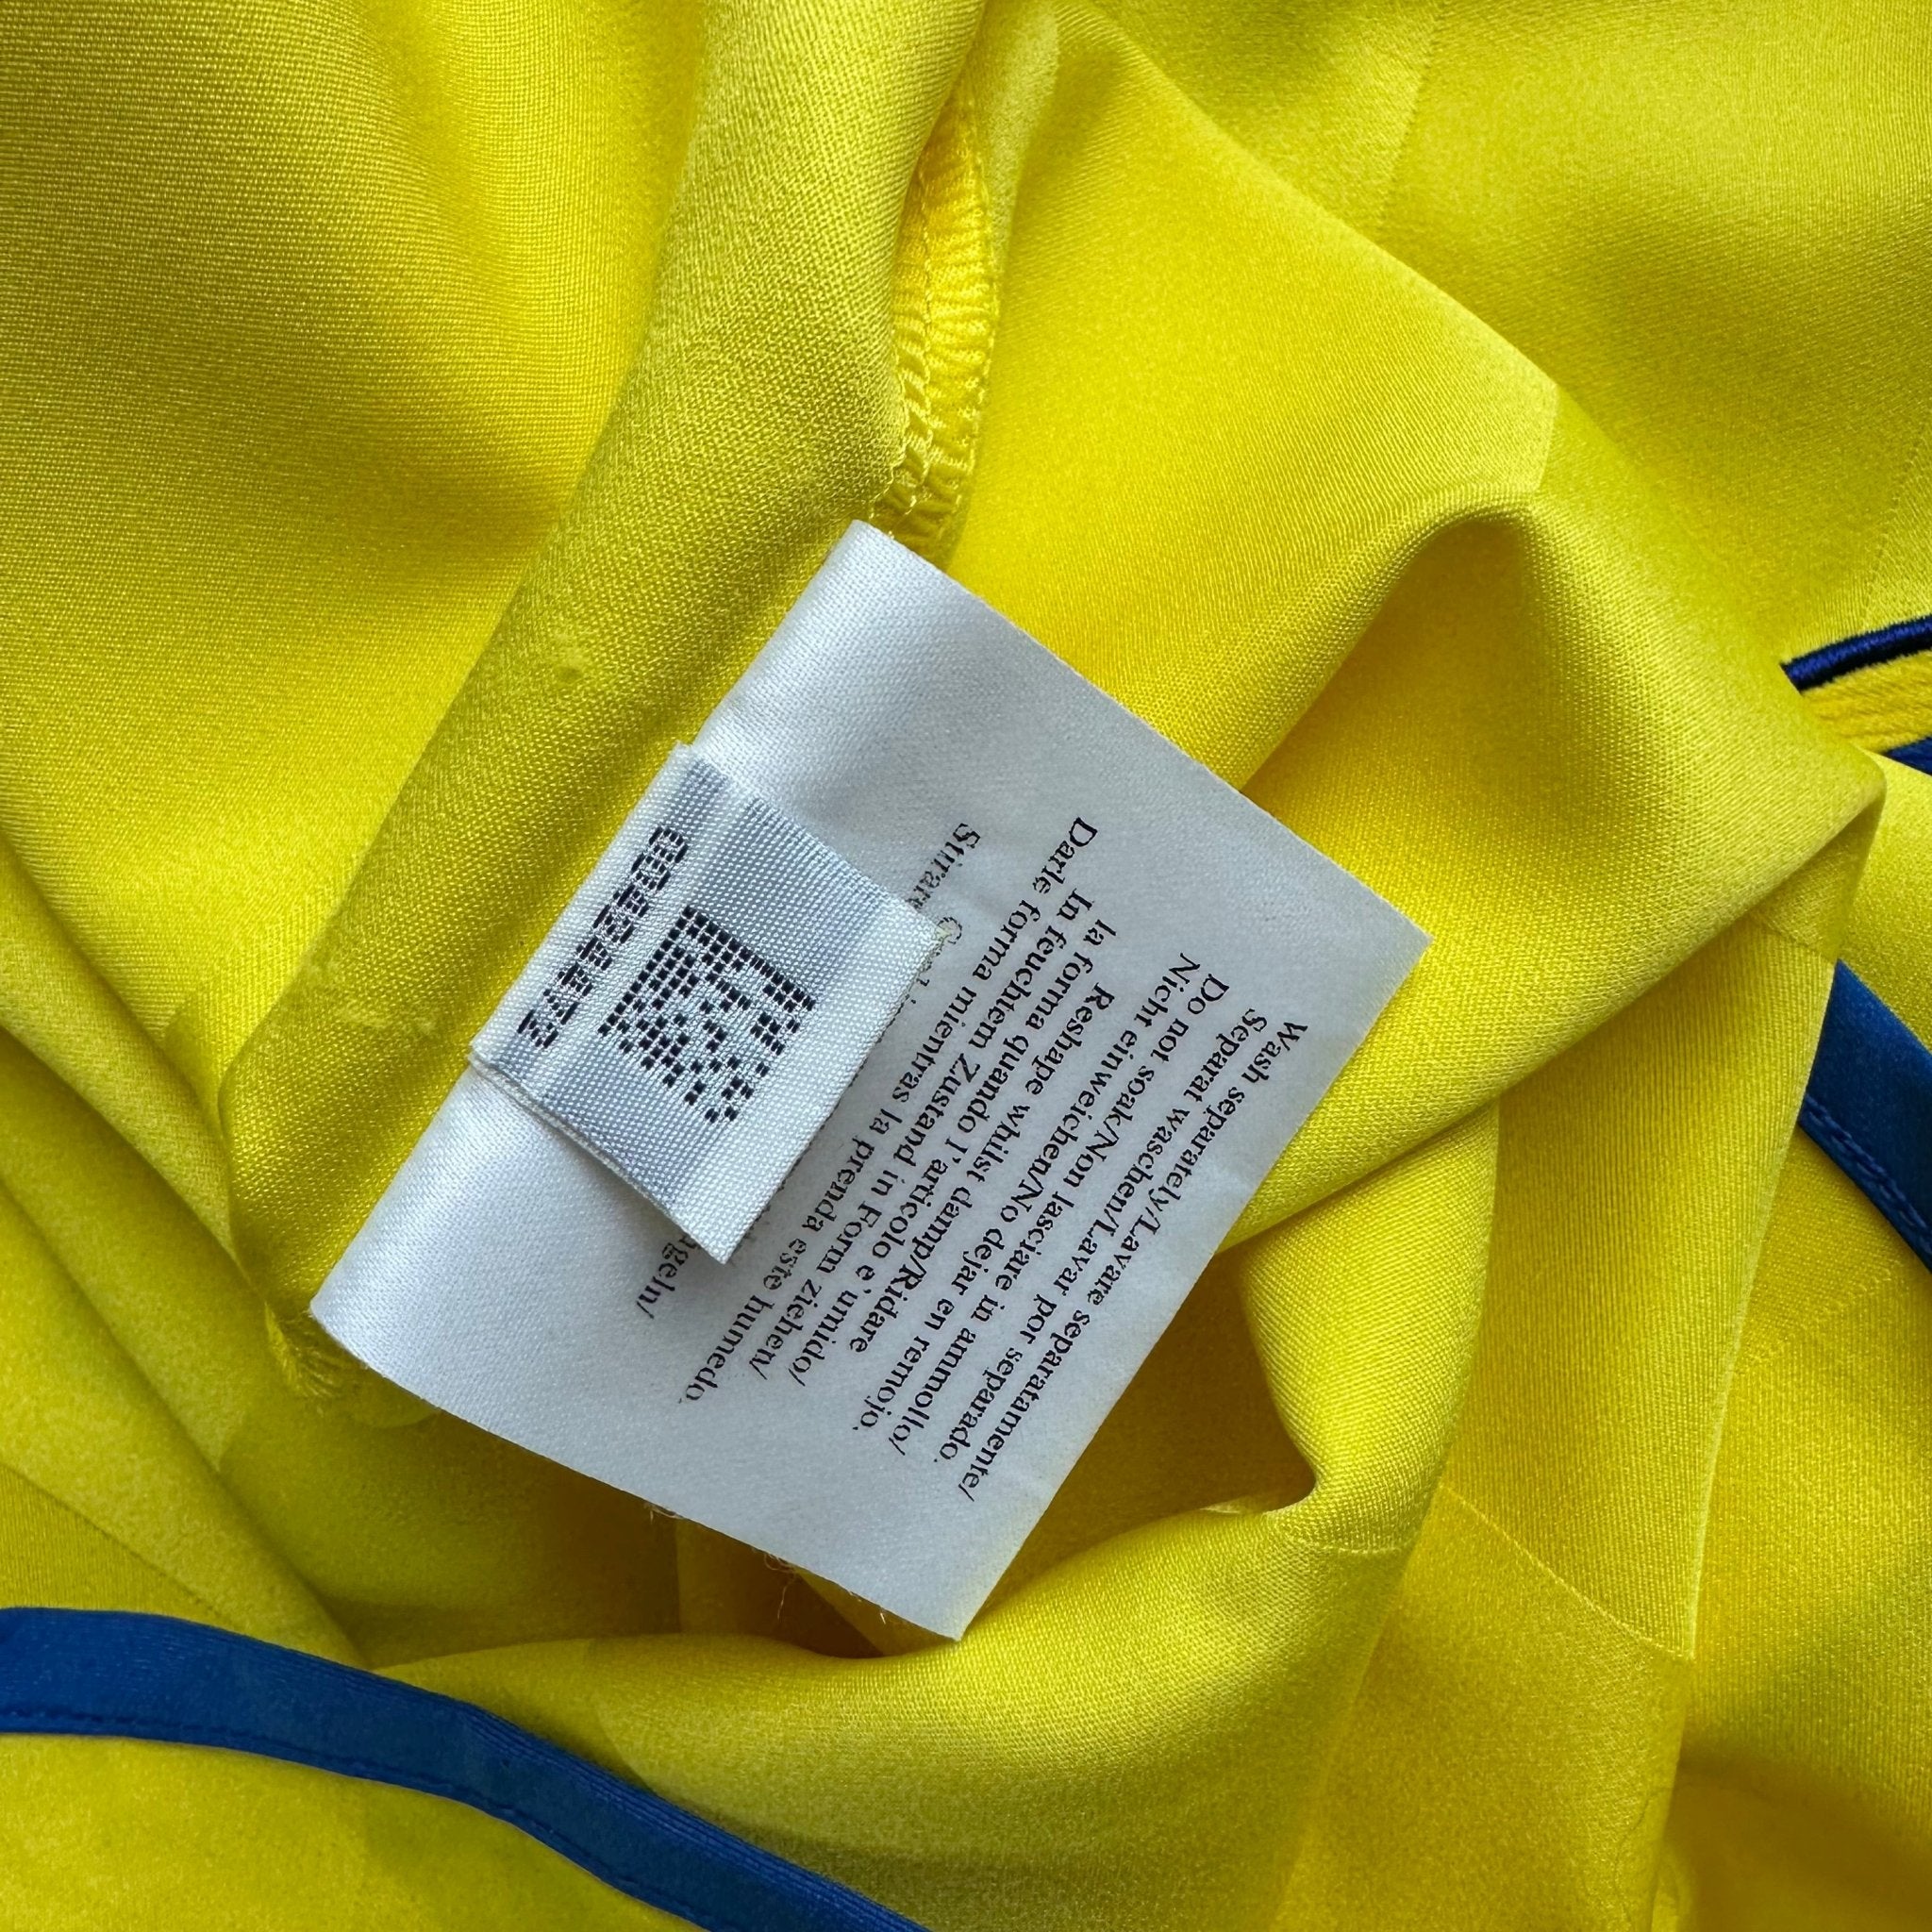 Wash separately/Lavare separatamente/
Separat waschen/Lavar por separado.
Do not soak/Non lasciare in ammollo/
Nicht einweichen/No dejar en remojo.
Reshape whilst damp/Ridare
la forma quando l'articolo e' umido/
In feuchtem Zustand in Form ziehen/
Darle forma mientras la prenda este humedo.
Stirare